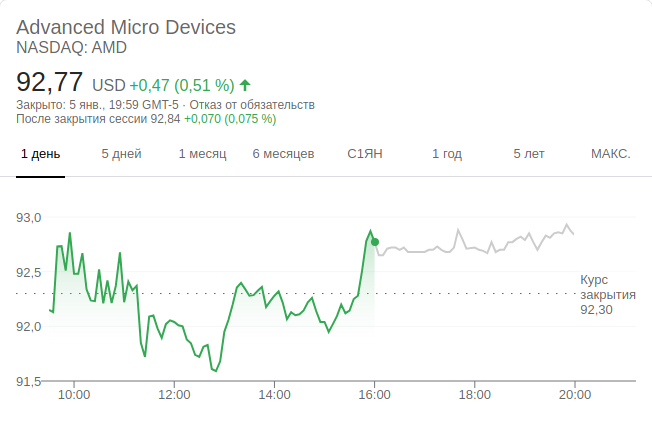 Advanced Micro Devices
NASDAQ: AMD
92,77 USD +0,47 (0,51 %)
Закрыто: 5 янв., 19:59 GMT-5 · Отказ от обязательств
После закрытия сессии 92,84 +0,070 (0,075 %)
1 день 5 дней 1 месяц 6 месяцев С1ЯН 1 год 5 лет МАКС.
93,0
92,5
Курс
закрытия
92,30
92,0
91,5
10:00 12:00 14:00 16:00 18:00 20:00